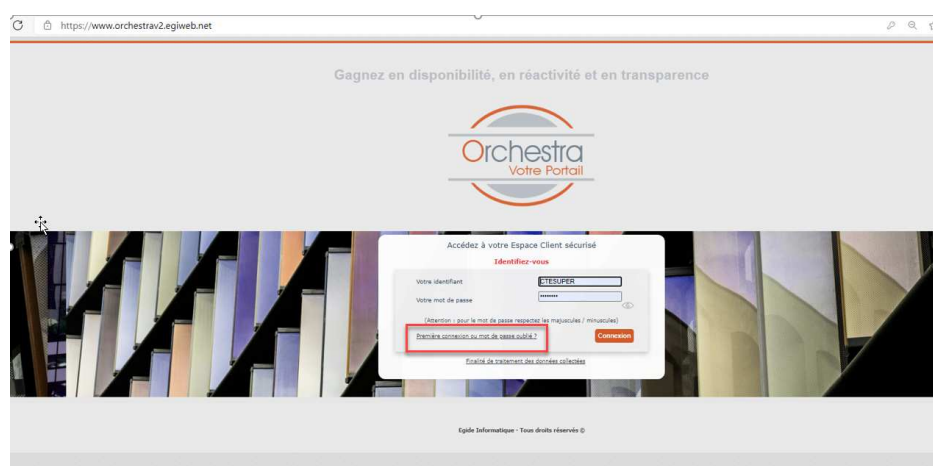 https://www.orchestrav2.egiweb.net
Gagnez en disponibilité, en réactivité et en transparence
Orchestra
Votre Portail
Accédez à votre Espace Client sécurisé
Identifiez-vous
Votre identifiant
CTESUPER
Votre mot de passe
(Attention : pour le mot de passe respectez les majuscules / minuscules)
Première connexion ou mot de passe oublié ?
Connexion
Finalité de traitement des données collectées
Egide Informatique - Tous droits réservés ©